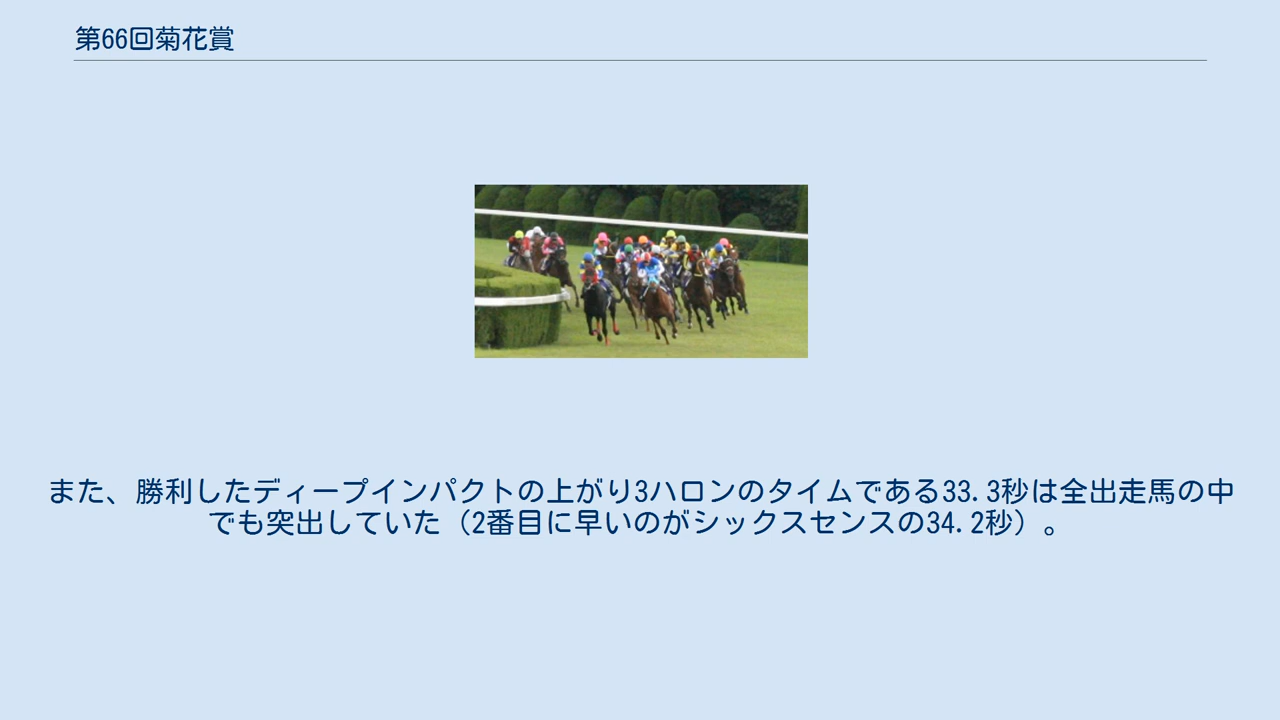 第66回菊花賞
また、勝利したディープインパクトの上がり3ハロンのタイムである33.3秒は全出走馬の中
でも突出していた（2番目に早いのがシックスセンスの34.2秒）。